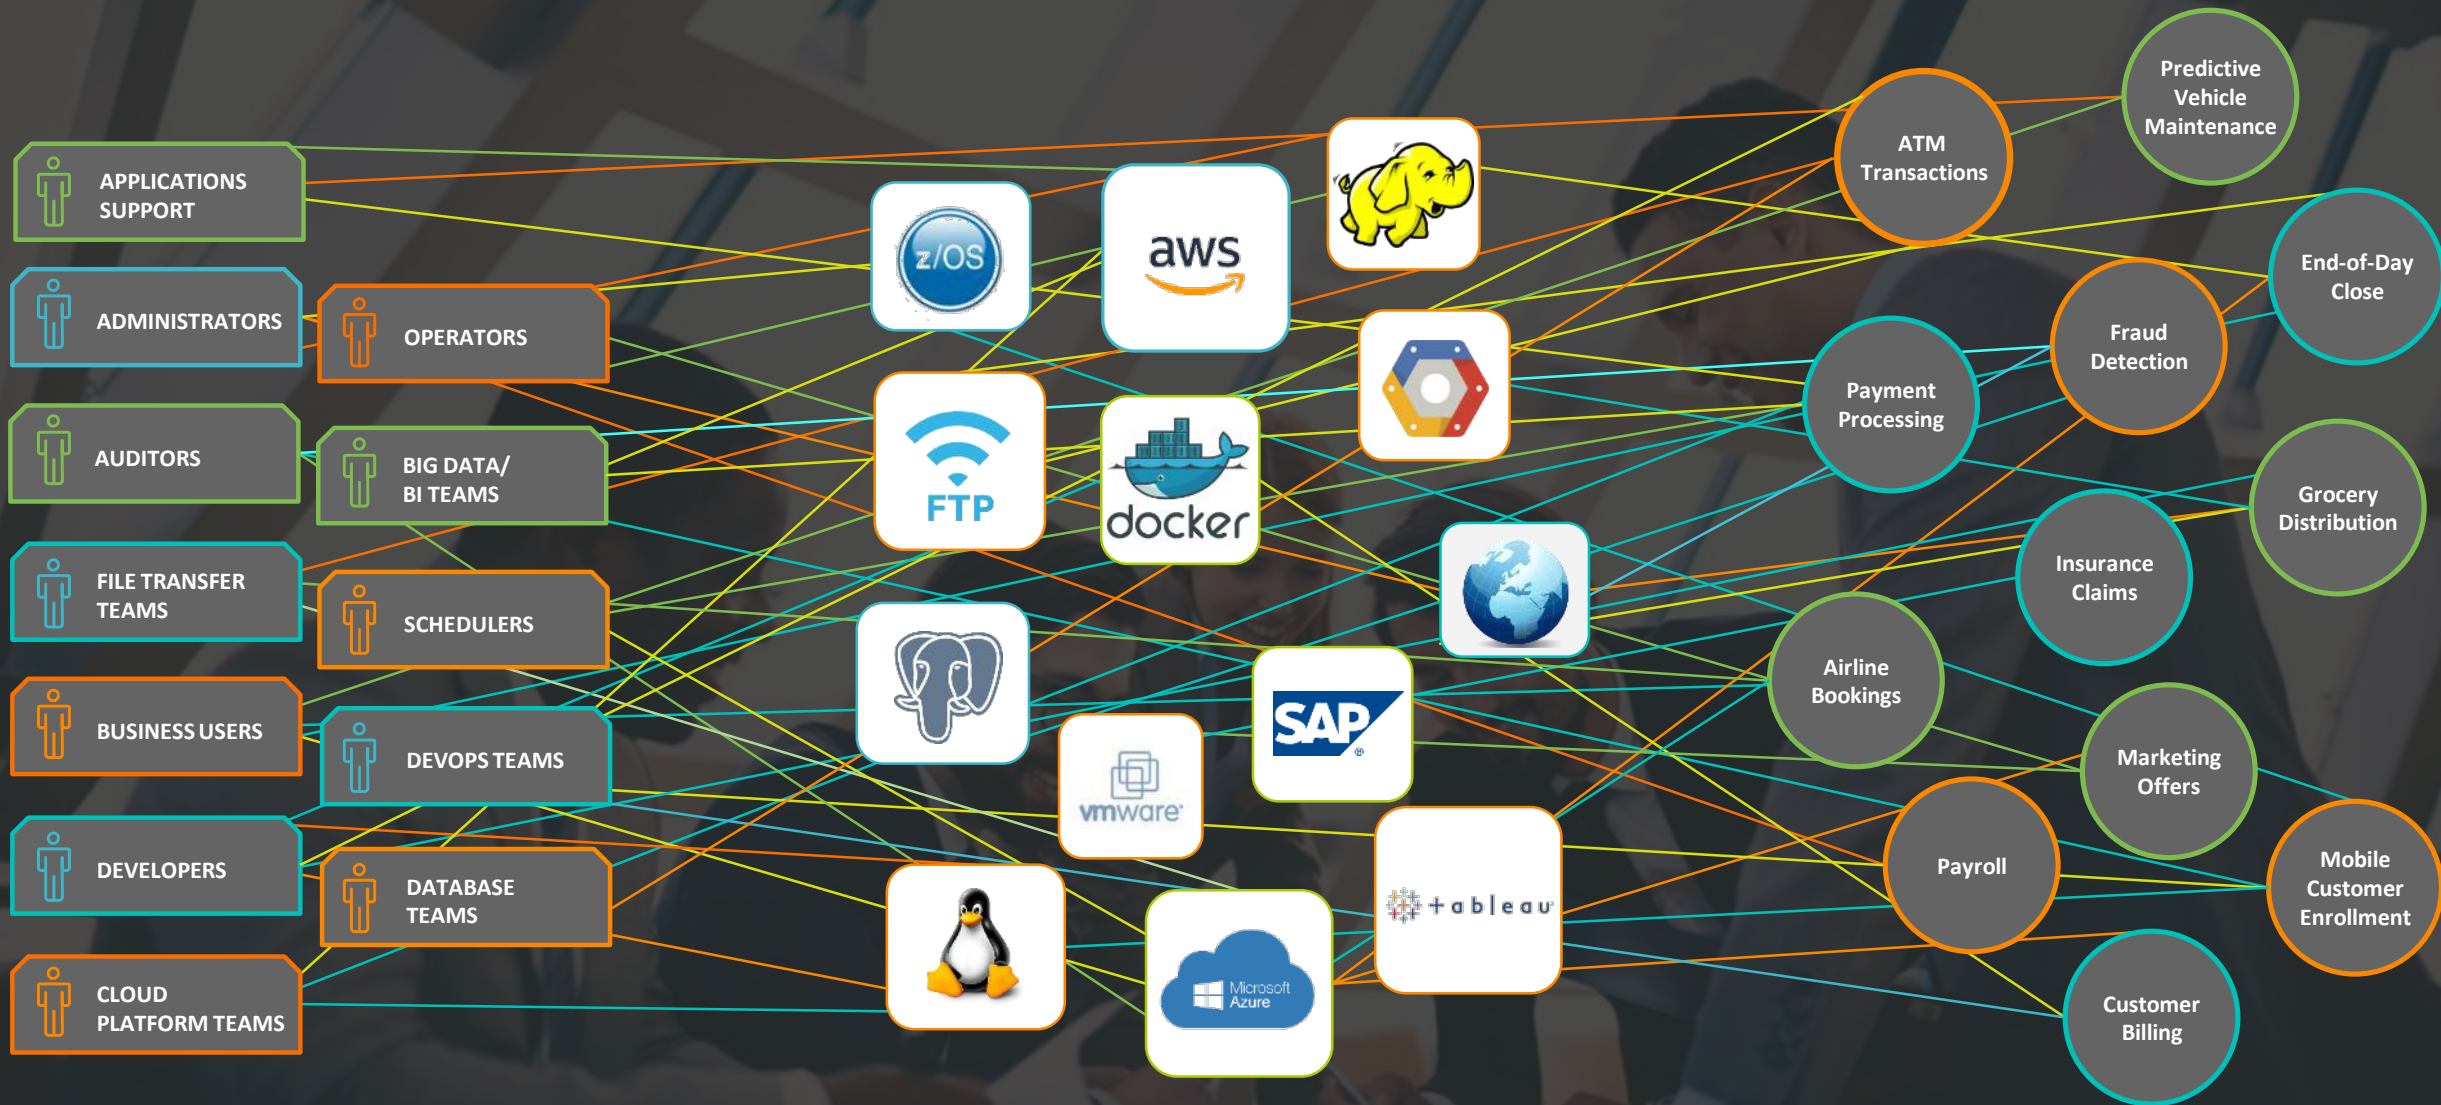 APPLICATIONS
SUPPORT
ADMINISTRATORS
AUDITORS
FILE TRANSFER
TEAMS
BUSINESS USERS
DEVELOPERS
CLOUD
PLATFORM TEAMS
OPERATORS
BIG DATA/
BI TEAMS
SCHEDULERS
DEVOPS TEAMS
DATABASE
TEAMS
z/OS
aws
FTP
docker
SAP
®
vmware
tableau
Microsoft
Azure
ATM
Transactions
Predictive
Vehicle
Maintenance
End-of-Day
Close
Fraud
Detection
Payment
Processing
Grocery
Distribution
Insurance
Claims
Airline
Bookings
Marketing
Offers
Payroll
Mobile
Customer
Enrollment
Customer
Billing